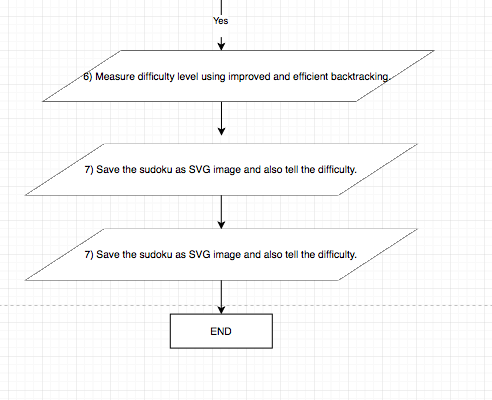 Yes
6) Measure difficulty level using improved and efficient backtracking.
7) Save the sudoku as SVG image and also tell the difficulty.
7) Save the sudoku as SVG image and also tell the difficulty.
END